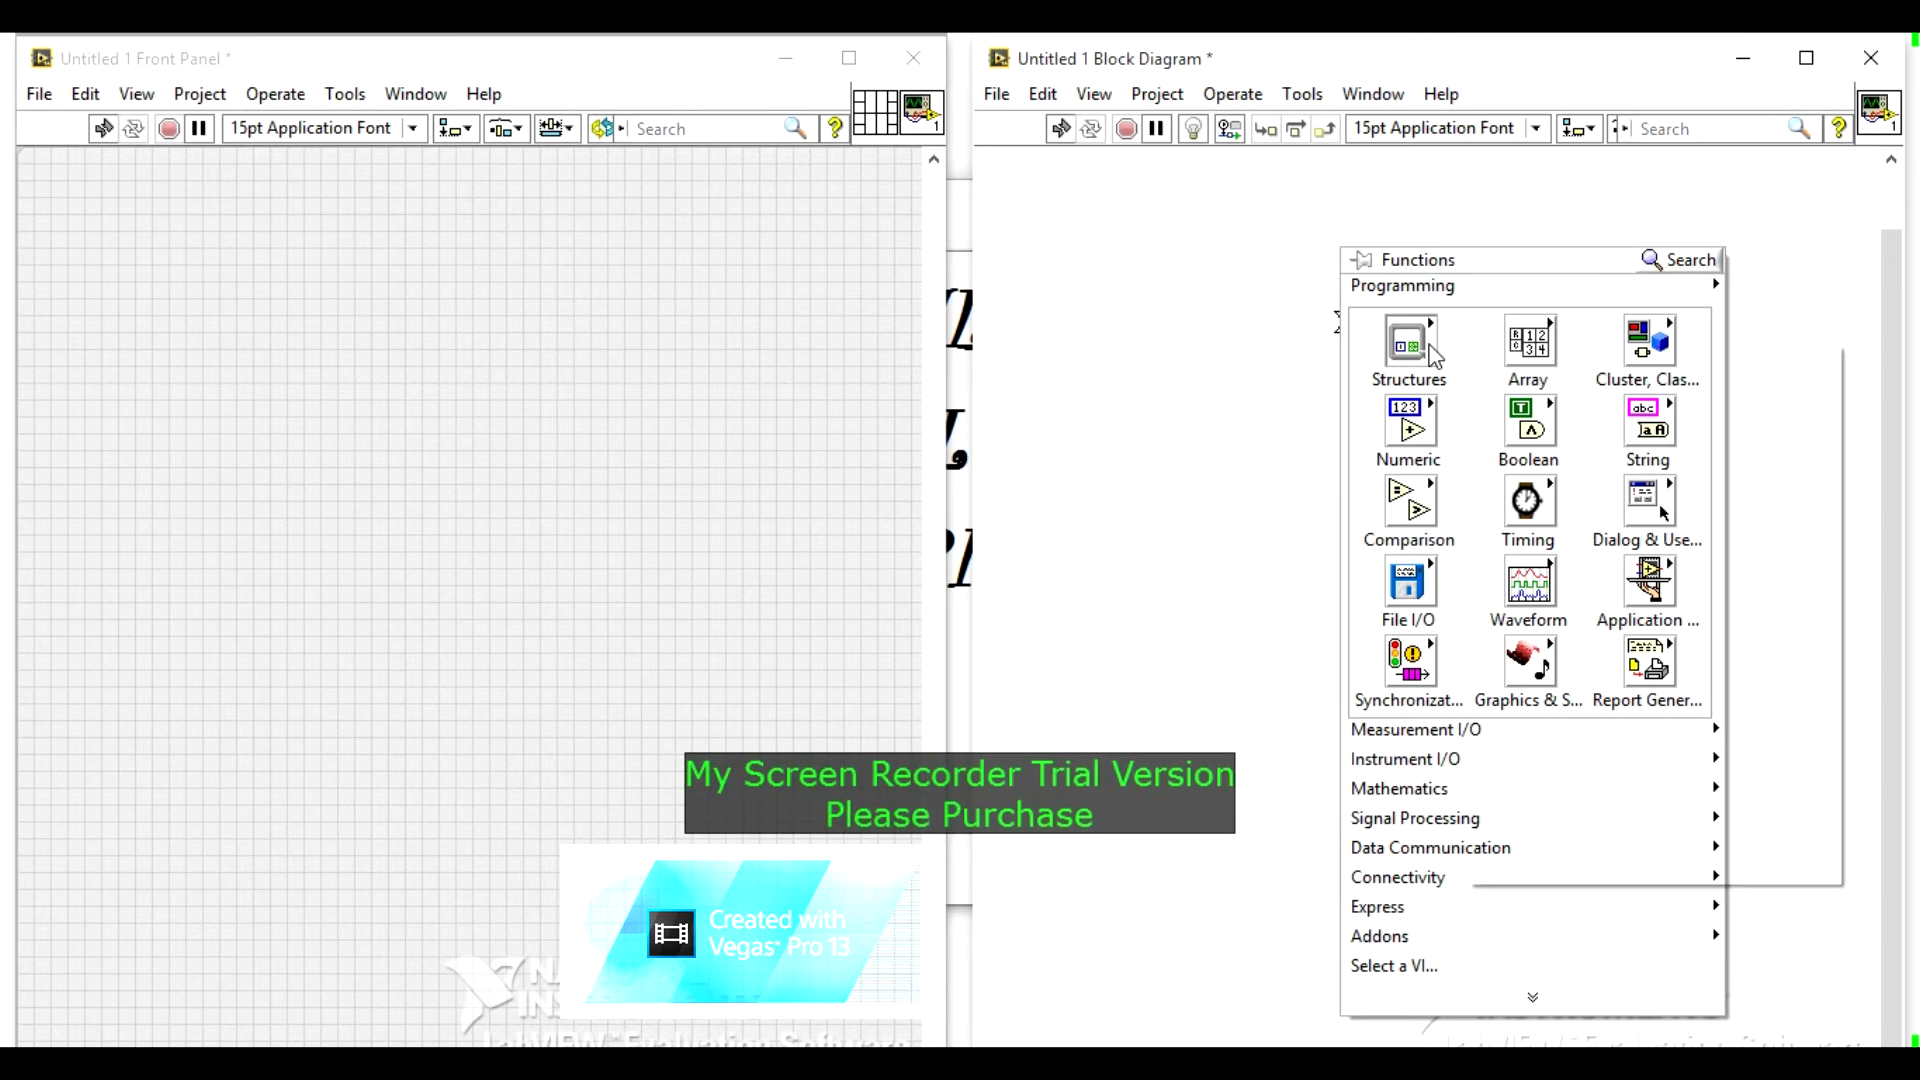 Untitled 1 Front Panel *
File Edit View Project Operate Tools Window Help
15pt Application Font
Search
Untitled 1 Block Diagram *
File Edit View Project Operate Tools Window Help
15pt Application Font
Search
Functions
Search
Programming
Structures Array Cluster, Clas...
Numeric Boolean String
Comparison Timing Dialog & Use...
File I/O Waveform Application ...
Synchronizat... Graphics & S... Report Gener...
Measurement I/O
Instrument I/O
Mathematics
Signal Processing
Data Communication
Connectivity
Express
Addons
Select a VI...
My Screen Recorder Trial Version
Please Purchase
Created with
Vegas Pro 13
LabVIEW™ Evaluation Software